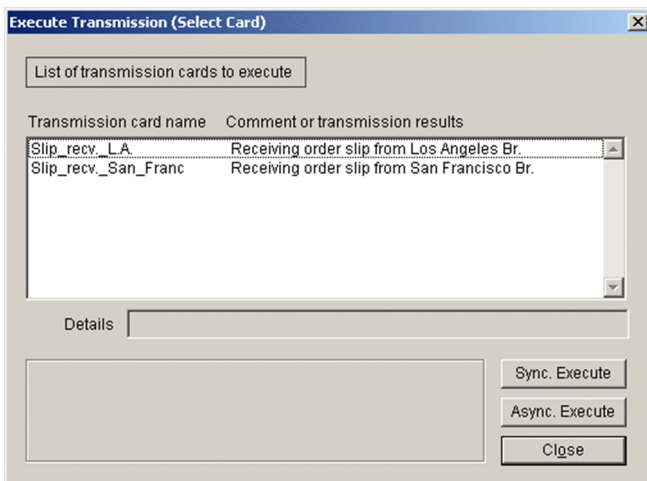 Execute Transmission (Select Card)
List of transmission cards to execute
Transmission card name Comment or transmission results
Slip_recv._L.A. Receiving order slip from Los Angeles Br.
Slip_recv._San_Franc Receiving order slip from San Francisco Br.
Details
Sync. Execute
Async. Execute
Close